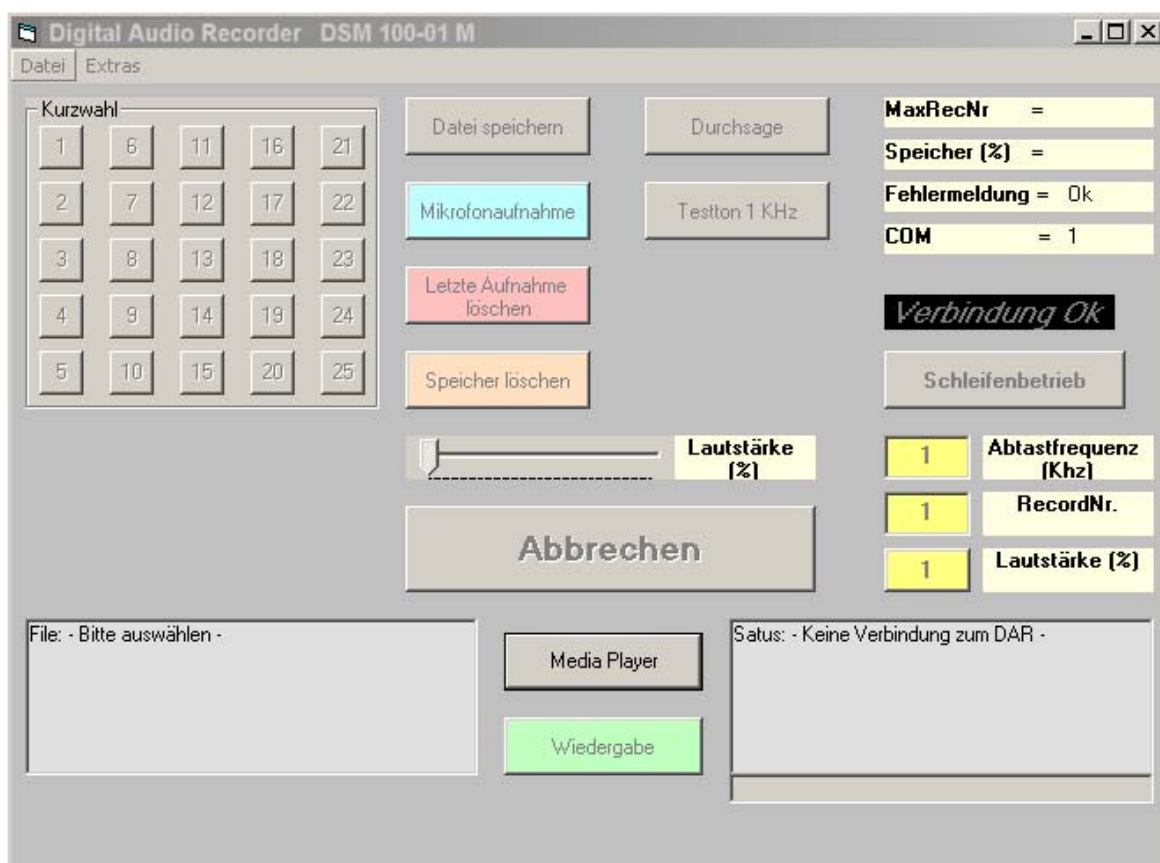 Digital Audio Recorder DSM 100-01 M
Datei Extras
Kurzwahl
1 6 11 16 21
2 7 12 17 22
3 8 13 18 23
4 9 14 19 24
5 10 15 20 25
Datei speichern
Durchsage
Mikrofonaufnahme
Testton 1 KHz
Letzte Aufnahme
löschen
Speicher löschen
MaxRecNr =
Speicher (%) =
Fehlermeldung = Ok
COM = 1
Verbindung Ok
Schleifenbetrieb
Lautstärke
(%)
1 Abtastfrequenz
(Khz)
1 RecordNr.
1 Lautstärke (%)
Abbrechen
File: - Bitte auswählen -
Media Player
Wiedergabe
Satus: - Keine Verbindung zum DAR -